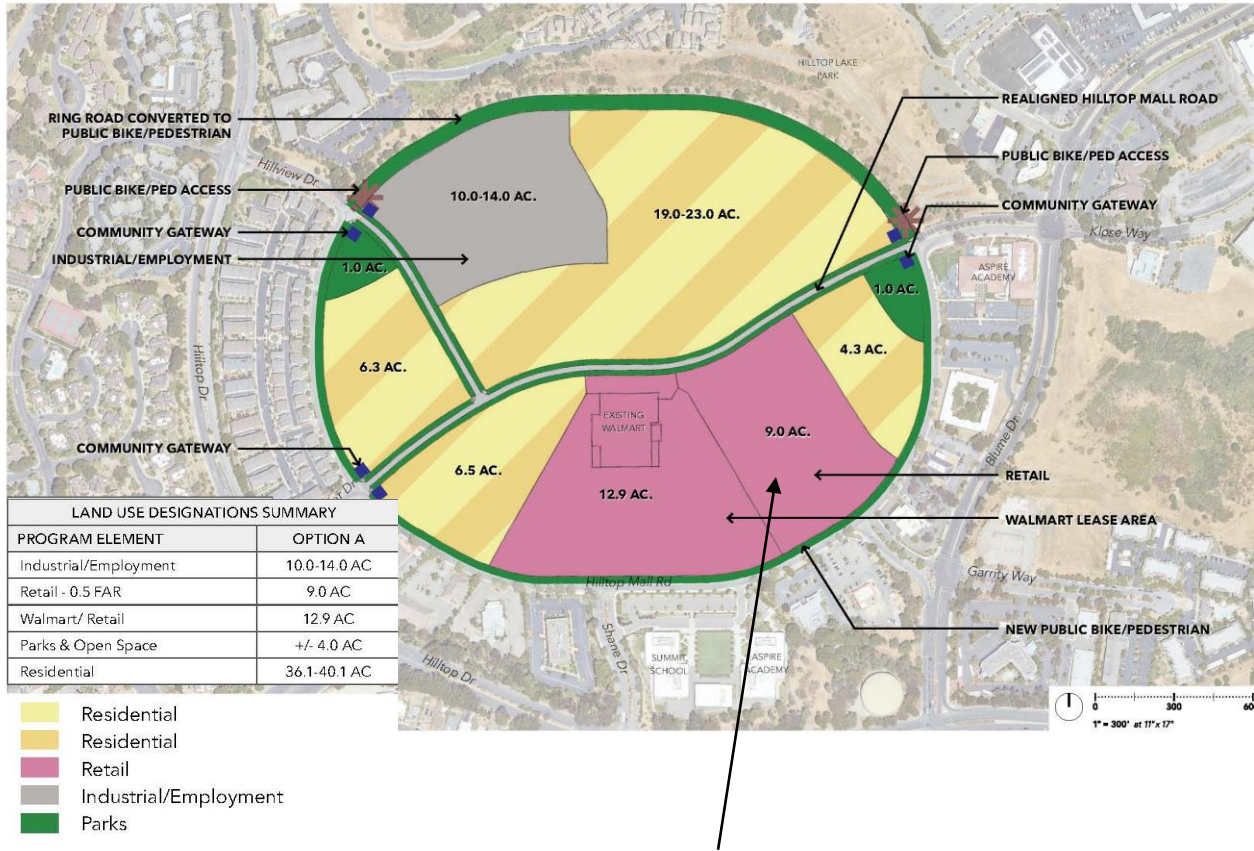 HILLTOP LAKE
PARK
RING ROAD CONVERTED TO
PUBLIC BIKE/PEDESTRIAN
REALIGNED HILLTOP MALL ROAD
Hillview Dr
PUBLIC BIKE/PED ACCESS
PUBLIC BIKE/PED ACCESS
10.0-14.0 AC.
19.0-23.0 AC.
COMMUNITY GATEWAY
COMMUNITY GATEWAY
Klose Way
INDUSTRIAL/EMPLOYMENT
1.0 AC.
ASPIRE
ACADEMY
1.0 AC.
Hilltop Dr
6.3 AC.
4.3 AC.
EXISTING
WALMART
9.0 AC.
Blume Dr
COMMUNITY GATEWAY
6.5 AC.
12.9 AC.
RETAIL
WALMART LEASE AREA
Hilltop Mall Rd
Garrity Way
Shane Dr
NEW PUBLIC BIKE/PEDESTRIAN
SUMMIT
SCHOOL
ASPIRE
ACADEMY
Hilltop Dr
LAND USE DESIGNATIONS SUMMARY
PROGRAM ELEMENT OPTION A
Industrial/Employment 10.0-14.0 AC
Retail - 0.5 FAR 9.0 AC
Walmart/ Retail 12.9 AC
Parks & Open Space +/- 4.0 AC
Residential 36.1-40.1 AC
0 300 60
1" = 300' at 11"x 17"
Residential
Residential
Retail
Industrial/Employment
Parks